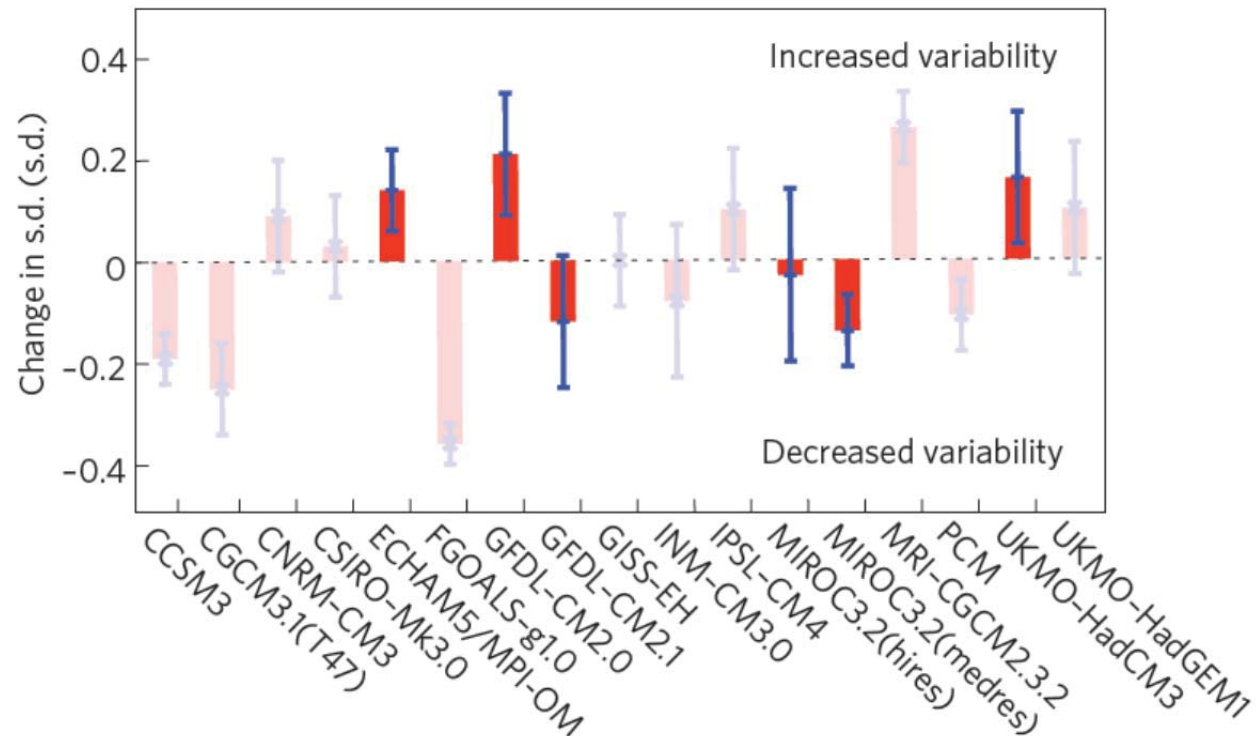 Change in s.d. (s.d.)
0.4
0.2
0
−0.2
−0.4
Increased variability
Decreased variability
CCSM3
CGCM3.1(T47)
CNRM-CM3
CSIRO-Mk3.0
ECHAM5/MPI-OM
FGOALS-g1.0
GFDL-CM2.0
GFDL-CM2.1
GISS-EH
INM-CM3.0
IPSL-CM4
MIROC3.2(hires)
MIROC3.2(medres)
MRI-CGCM2.3.2
PCM
UKMO-HadCM3
UKMO-HadGEM1